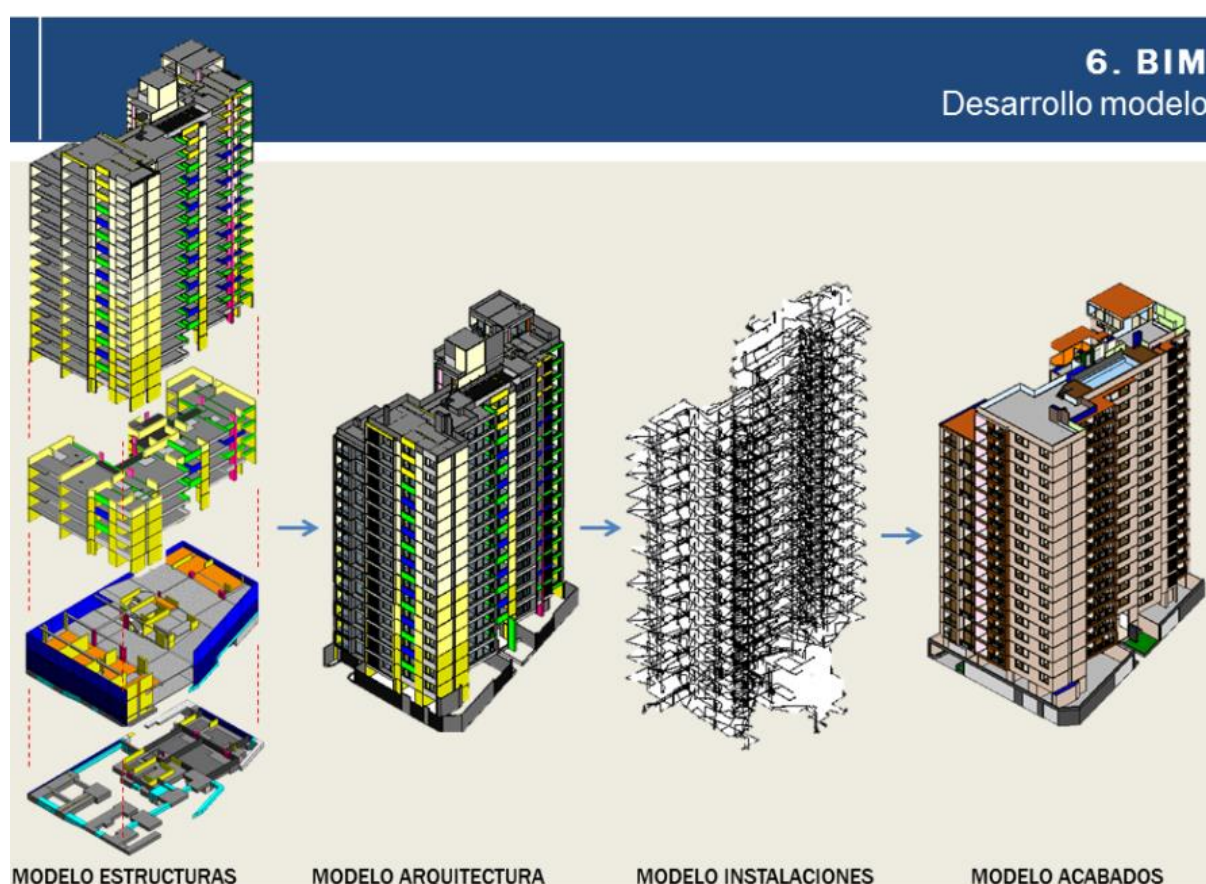 6. BIM
Desarrollo modelo
MODELO ESTRUCTURAS
MODELO ARQUITECTURA
MODELO INSTALACIONES
MODELO ACABADOS